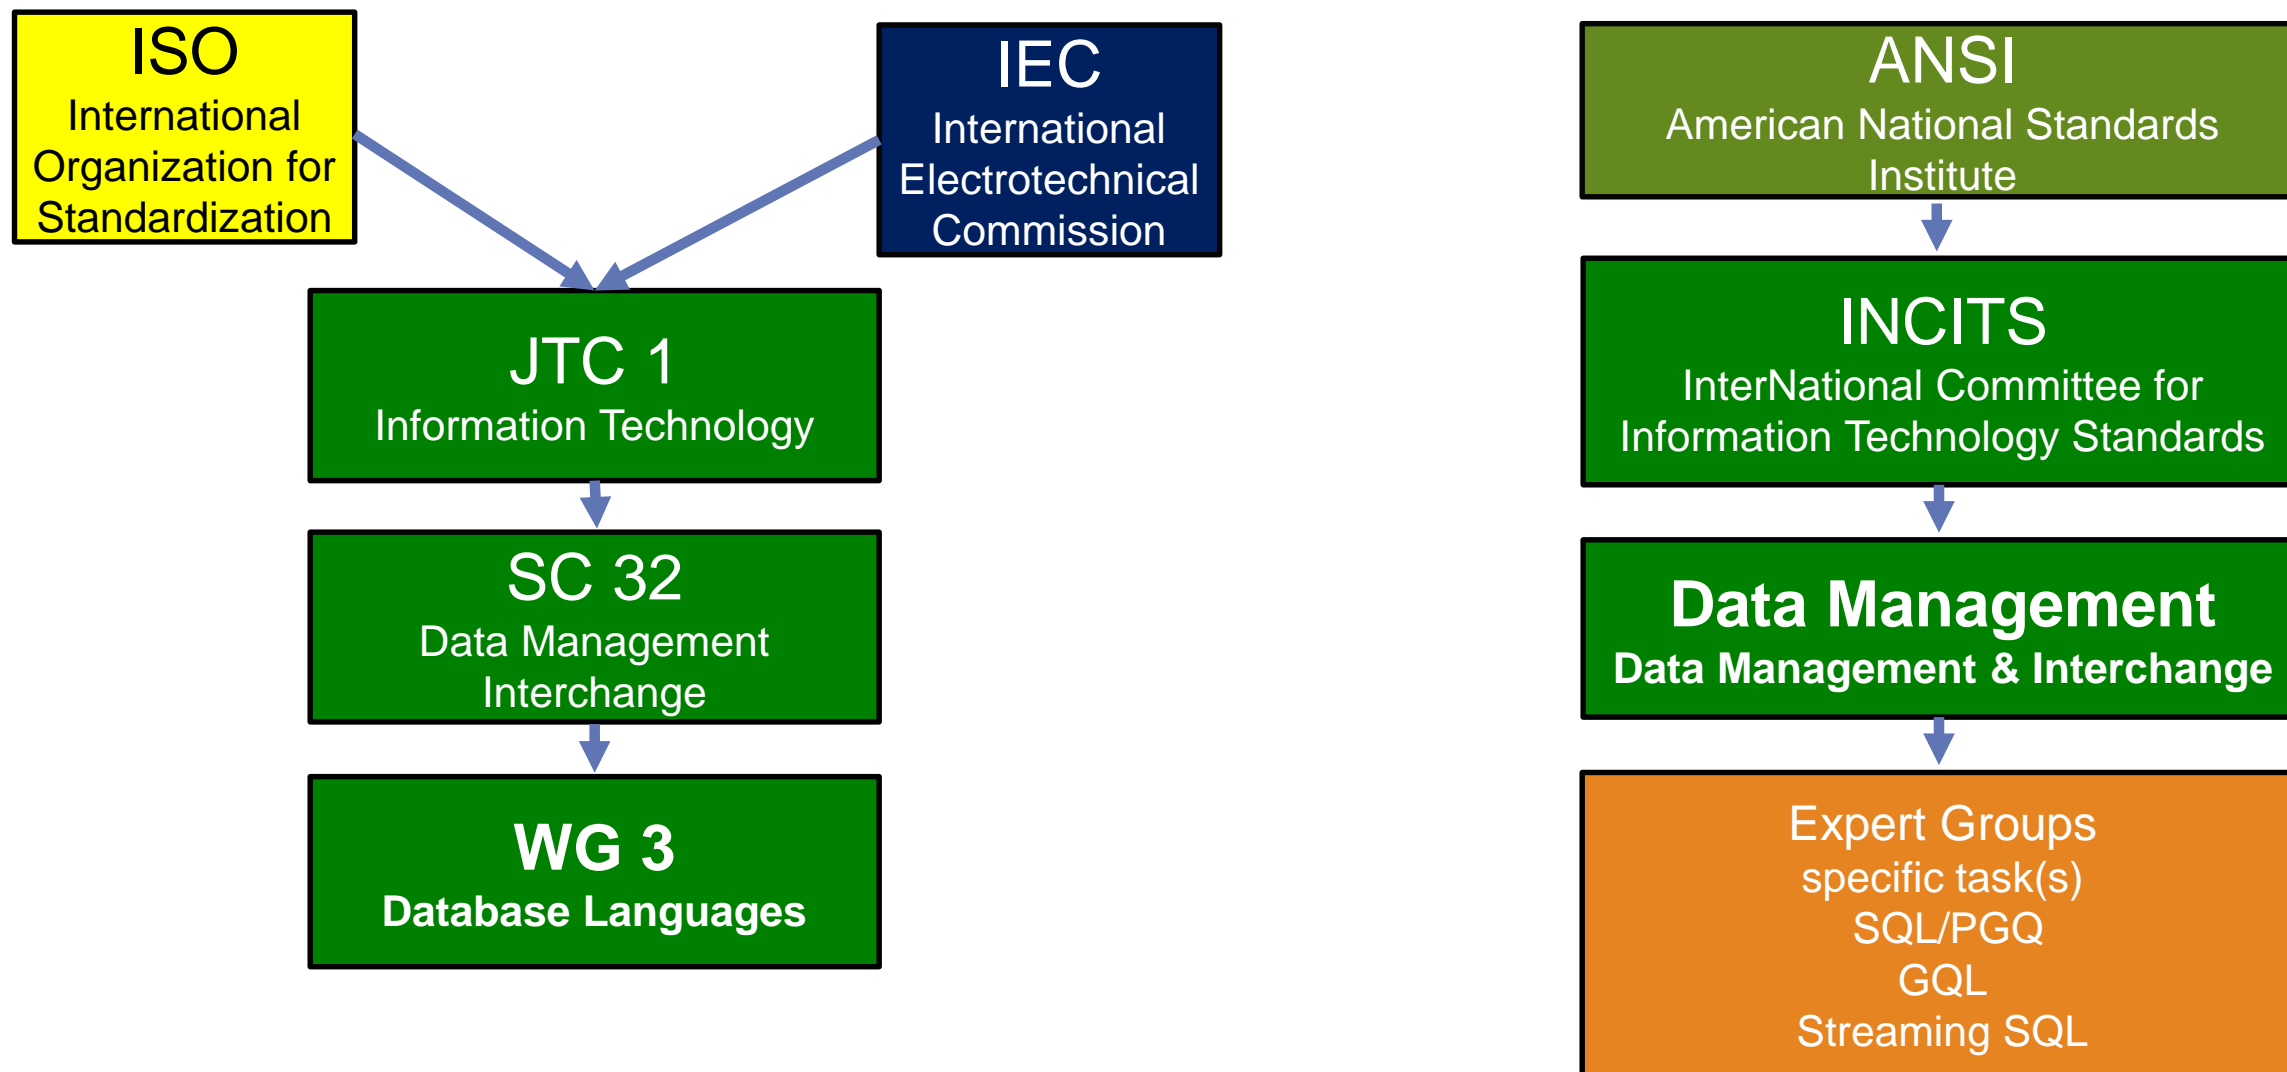 ISO
International
Organization for
Standardization
IEC
International
Electrotechnical
Commission
JTC 1
Information Technology
SC 32
Data Management
Interchange
WG 3
Database Languages
ANSI
American National Standards
Institute
INCITS
InterNational Committee for
Information Technology Standards
Data Management
Data Management & Interchange
Expert Groups
specific task(s)
SQL/PGQ
GQL
Streaming SQL